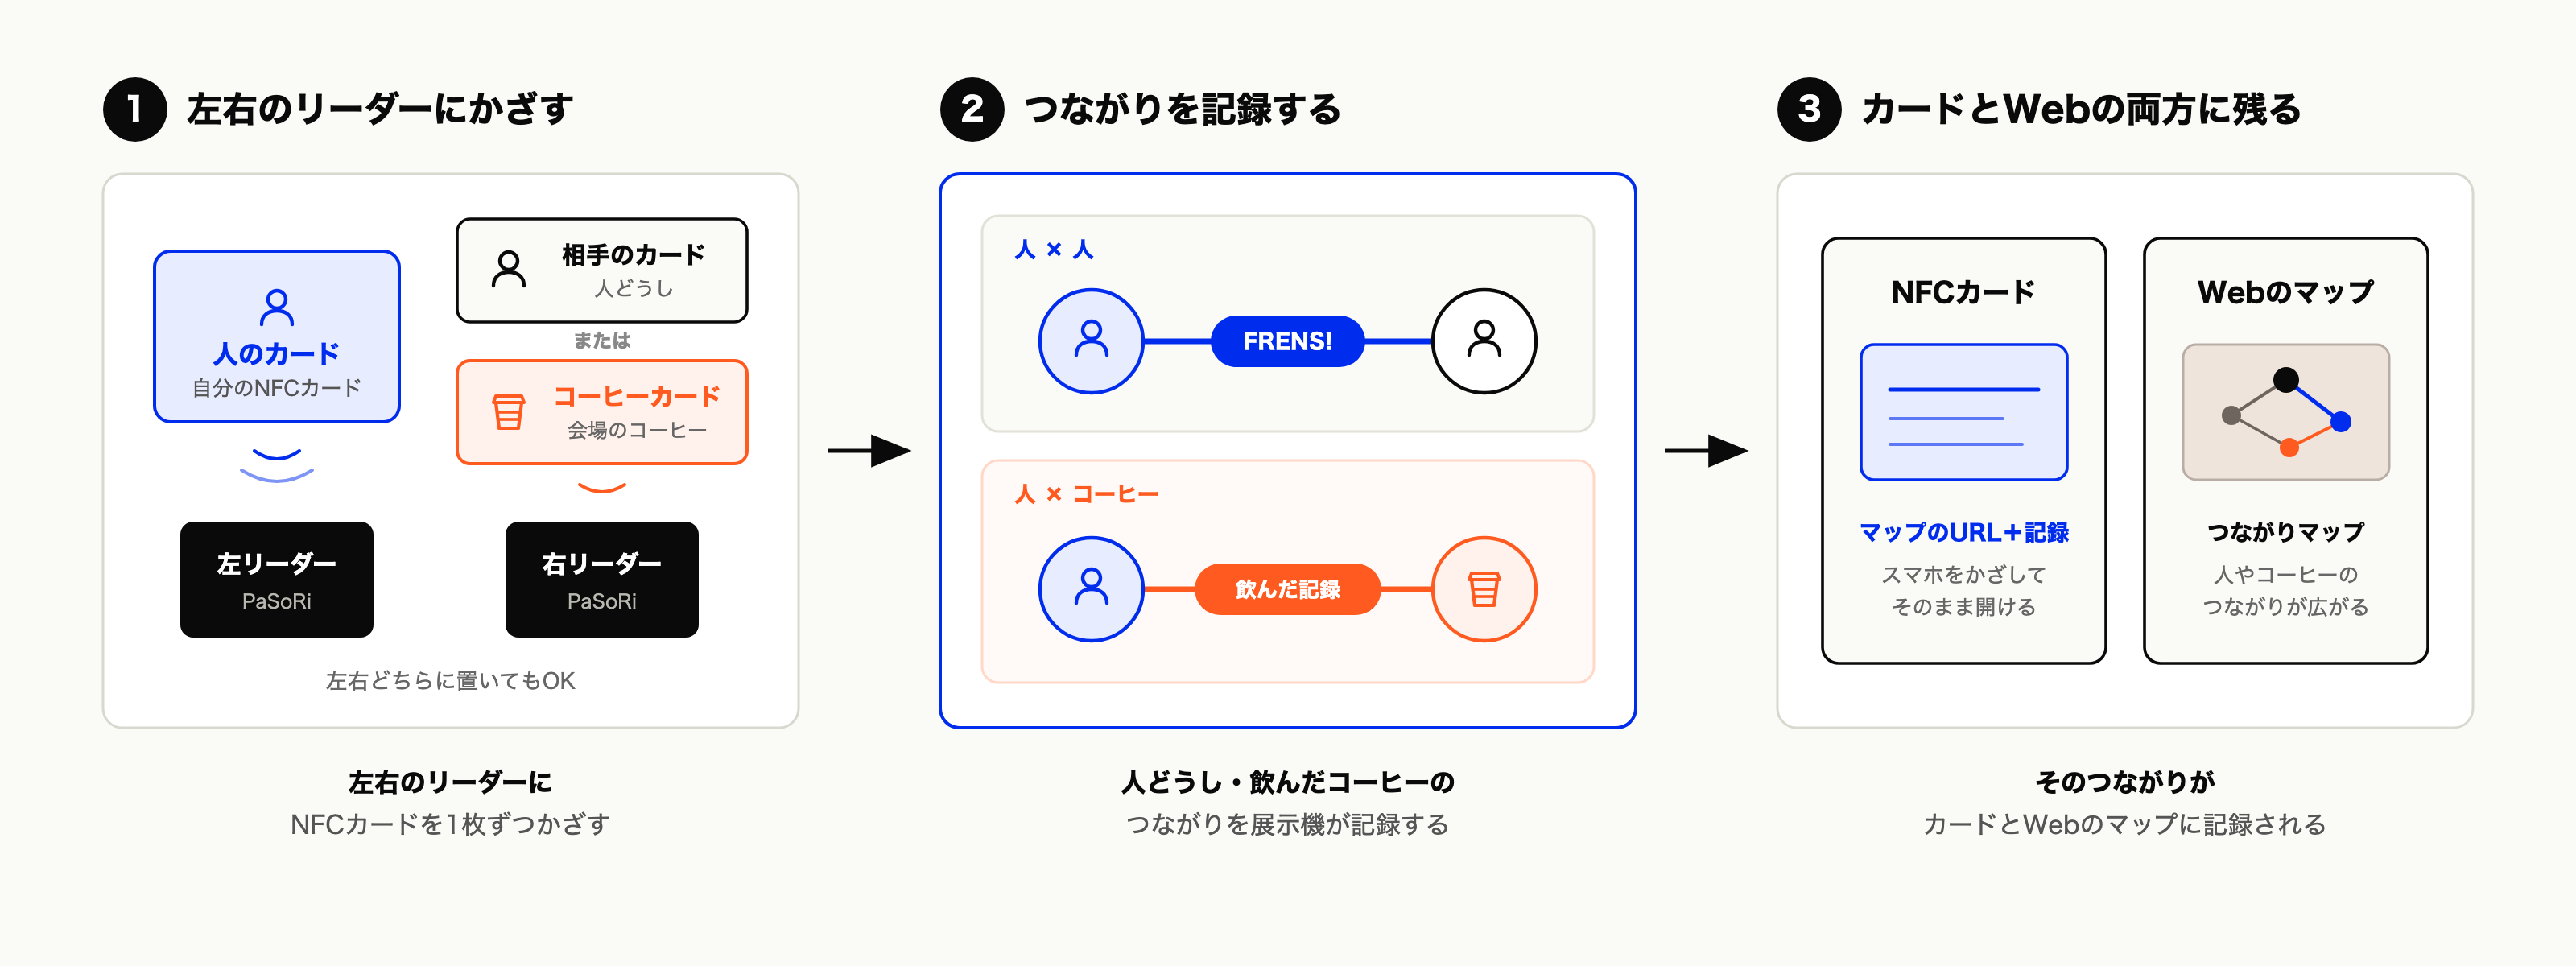 1 左右のリーダーにかざす
人のカード
自分のNFCカード
相手のカード
人どうし
または
コーヒーカード
会場のコーヒー
左リーダー
PaSoRi
右リーダー
PaSoRi
左右どちらに置いてもOK
左右のリーダーに
NFCカードを1枚ずつかざす
2 つながりを記録する
人 × 人
FRENS!
人 × コーヒー
飲んだ記録
人どうし・飲んだコーヒーの
つながりを展示機が記録する
3 カードとWebの両方に残る
NFCカード
マップのURL＋記録
スマホをかざして
そのまま開ける
Webのマップ
つながりマップ
人やコーヒーの
つながりが広がる
そのつながりが
カードとWebのマップに記録される